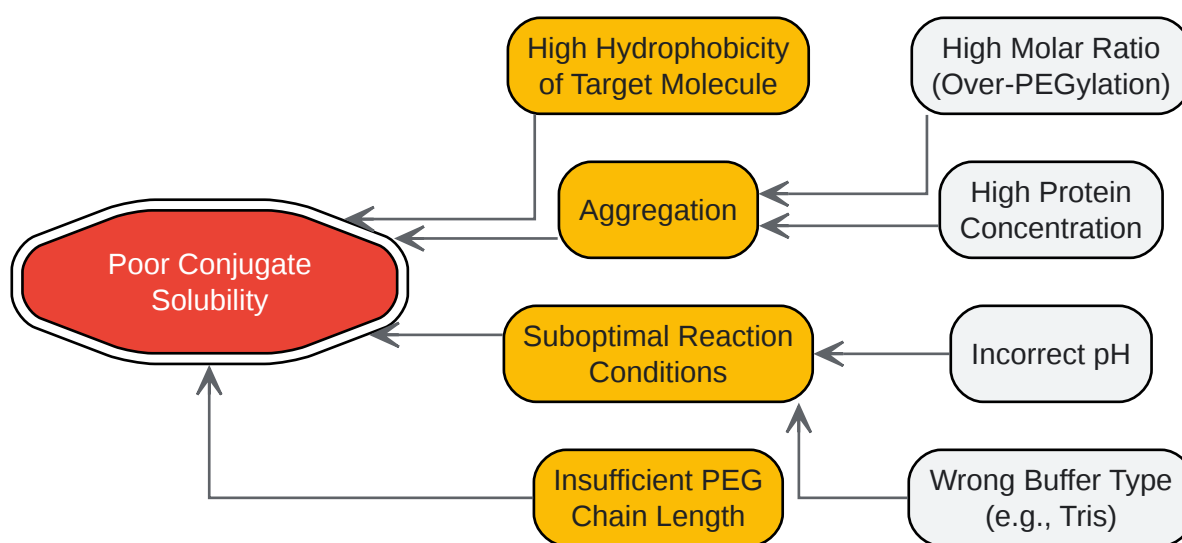 High Hydrophobicity
of Target Molecule
High Molar Ratio
(Over-PEGylation)
Aggregation
High Protein
Concentration
Poor Conjugate
Solubility
Suboptimal Reaction
Conditions
Incorrect pH
Insufficient PEG
Chain Length
Wrong Buffer Type
(e.g., Tris)